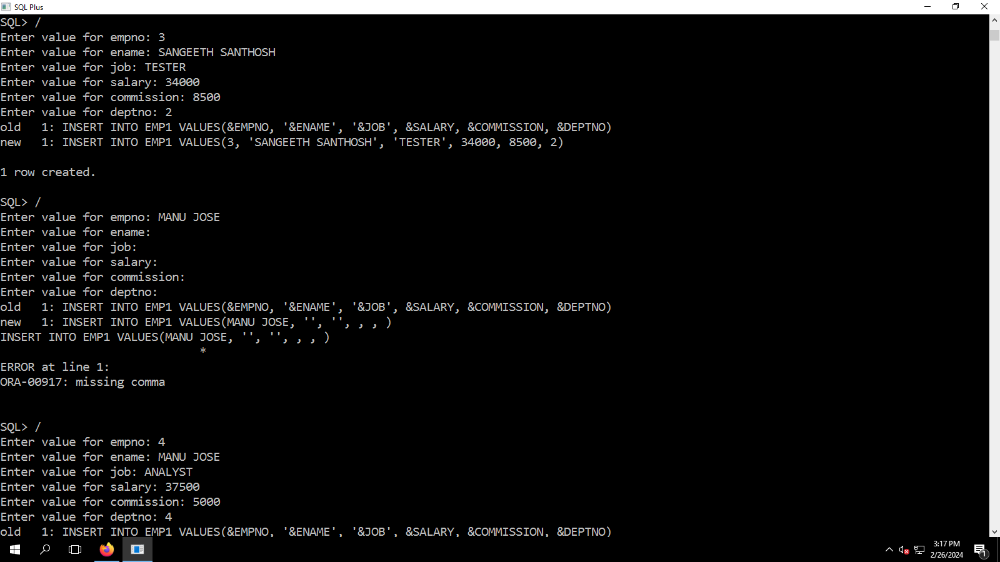 SQL Plus
SQL> /
Enter value for empno: 3
Enter value for ename: SANGEETH SANTHOSH
Enter value for job: TESTER
Enter value for salary: 34000
Enter value for commission: 8500
Enter value for deptno: 2
old   1: INSERT INTO EMP1 VALUES(&EMPNO, '&ENAME', '&JOB', &SALARY, &COMMISSION, &DEPTNO)
new   1: INSERT INTO EMP1 VALUES(3, 'SANGEETH SANTHOSH', 'TESTER', 34000, 8500, 2)
1 row created.
SQL> /
Enter value for empno: MANU JOSE
Enter value for ename:
Enter value for job:
Enter value for salary:
Enter value for commission:
Enter value for deptno:
old   1: INSERT INTO EMP1 VALUES(&EMPNO, '&ENAME', '&JOB', &SALARY, &COMMISSION, &DEPTNO)
new   1: INSERT INTO EMP1 VALUES(MANU JOSE, '', '', , , )
INSERT INTO EMP1 VALUES(MANU JOSE, '', '', , , )
                             *
ERROR at line 1:
ORA-00917: missing comma
SQL> /
Enter value for empno: 4
Enter value for ename: MANU JOSE
Enter value for job: ANALYST
Enter value for salary: 37500
Enter value for commission: 5000
Enter value for deptno: 4
old   1: INSERT INTO EMP1 VALUES(&EMPNO, '&ENAME', '&JOB', &SALARY, &COMMISSION, &DEPTNO)
3:17 PM
2/26/2024
1